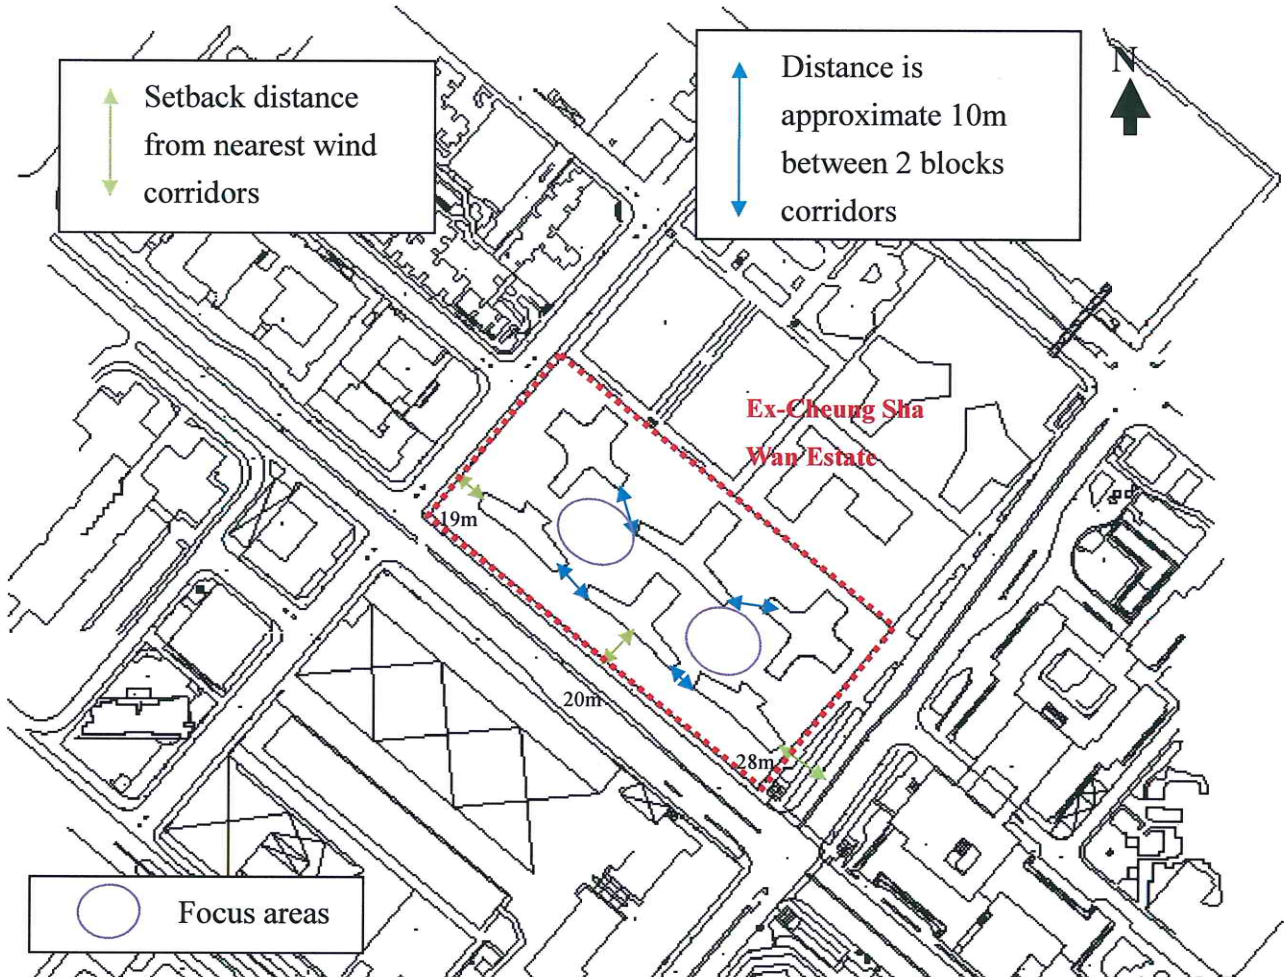 Setback distance
from nearest wind
corridors
Distance is
approximate 10m
between 2 blocks
corridors
N
Ex-Cheung Sha
Wan Estate
19m
20m
28m
Focus areas